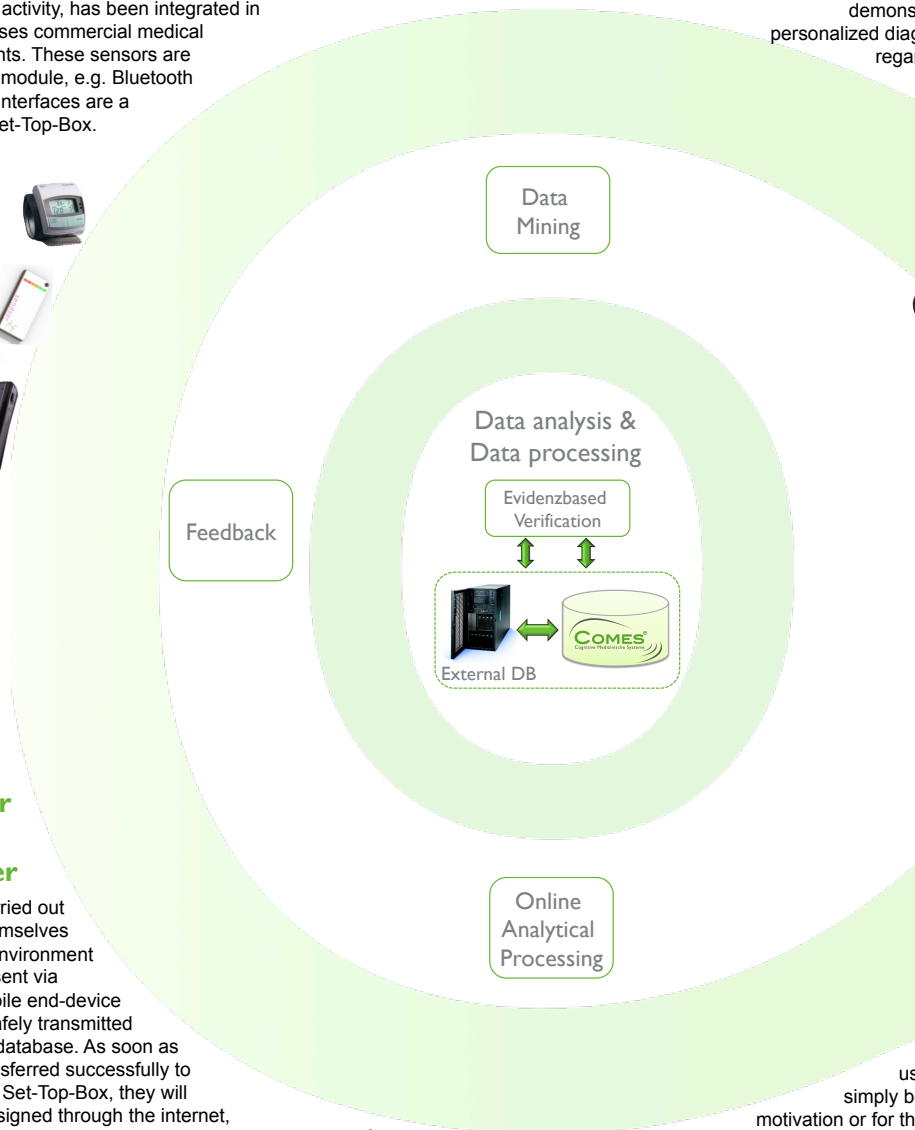 activity, has been integrated in
ses commercial medical
nts. These sensors are
module, e.g. Bluetooth
nterfaces are a
et-Top-Box.
demons
personalized diag
regar
Data
Mining
Data analysis &
Data processing
Evidenzbased
Verification
Feedback
COMES®
Cognitive Medizinische Systeme
External DB
r
er
ried out
mselves
nvironment
sent via
bile end-device
afely transmitted
database. As soon as
sferred successfully to
Set-Top-Box, they will
signed through the internet,
Online
Analytical
Processing
us
simply b
motivation or for th